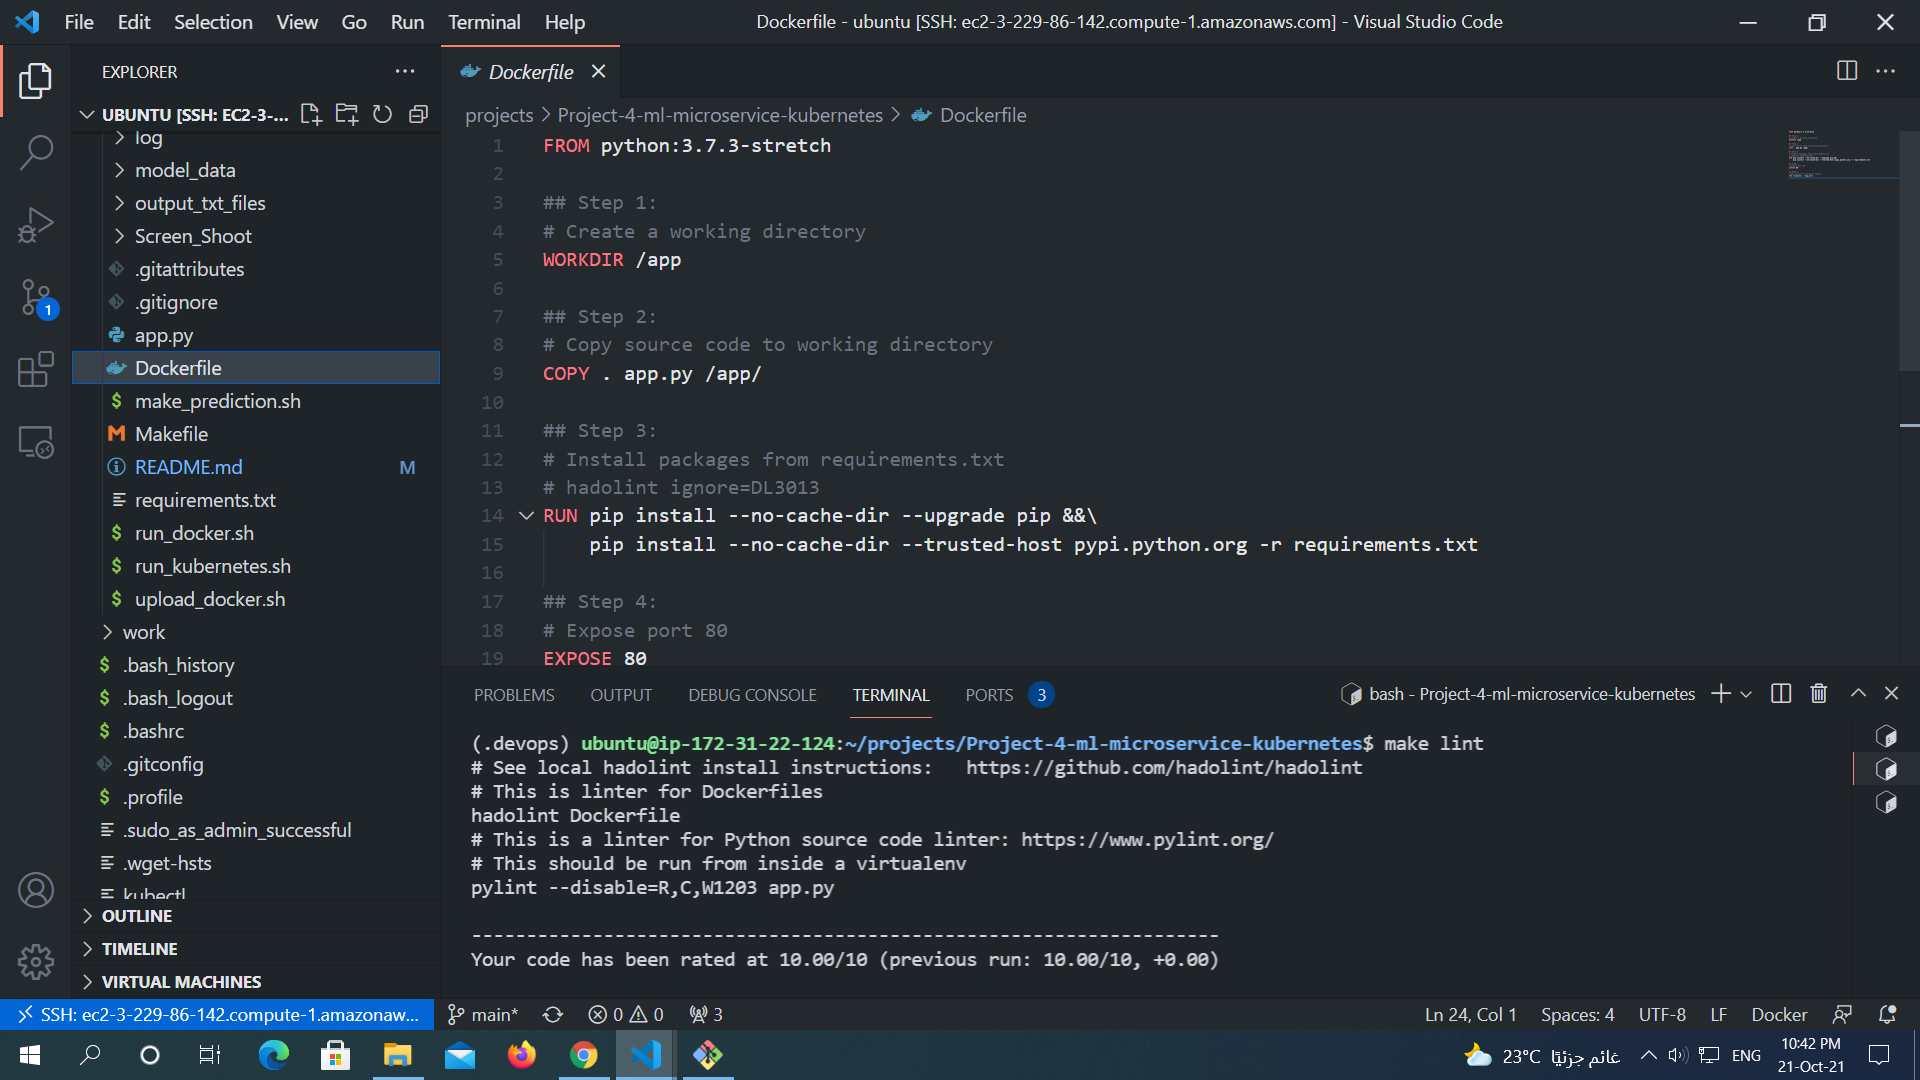 File Edit Selection View Go Run Terminal Help
Dockerfile - ubuntu [SSH: ec2-3-229-86-142.compute-1.amazonaws.com] - Visual Studio Code
EXPLORER
UBUNTU [SSH: EC2-3-...
log
model_data
output_txt_files
Screen_Shoot
.gitattributes
.gitignore
app.py
Dockerfile
make_prediction.sh
Makefile
README.md M
requirements.txt
run_docker.sh
run_kubernetes.sh
upload_docker.sh
work
.bash_history
.bash_logout
.bashrc
.gitconfig
.profile
.sudo_as_admin_successful
.wget-hsts
kubectl
OUTLINE
TIMELINE
VIRTUAL MACHINES
1
Dockerfile
projects > Project-4-ml-microservice-kubernetes > Dockerfile
1 FROM python:3.7.3-stretch
2
3 ## Step 1:
4 # Create a working directory
5 WORKDIR /app
6
7 ## Step 2:
8 # Copy source code to working directory
9 COPY . app.py /app/
10
11 ## Step 3:
12 # Install packages from requirements.txt
13 # hadolint ignore=DL3013
14 RUN pip install --no-cache-dir --upgrade pip &&\
15 pip install --no-cache-dir --trusted-host pypi.python.org -r requirements.txt
16
17 ## Step 4:
18 # Expose port 80
19 EXPOSE 80
PROBLEMS OUTPUT DEBUG CONSOLE TERMINAL PORTS 3
bash - Project-4-ml-microservice-kubernetes
(.devops) ubuntu@ip-172-31-22-124:~/projects/Project-4-ml-microservice-kubernetes$ make lint
# See local hadolint install instructions:   https://github.com/hadolint/hadolint
# This is linter for Dockerfiles
hadolint Dockerfile
# This is a linter for Python source code linter: https://www.pylint.org/
# This should be run from inside a virtualenv
pylint --disable=R,C,W1203 app.py
--------------------------------------------------------------------
Your code has been rated at 10.00/10 (previous run: 10.00/10, +0.00)
SSH: ec2-3-229-86-142.compute-1.amazonaw... main* 0 0 3
Ln 24, Col 1 Spaces: 4 UTF-8 LF Docker
23°C غائم جزئيًا ENG
10:42 PM
21-Oct-21